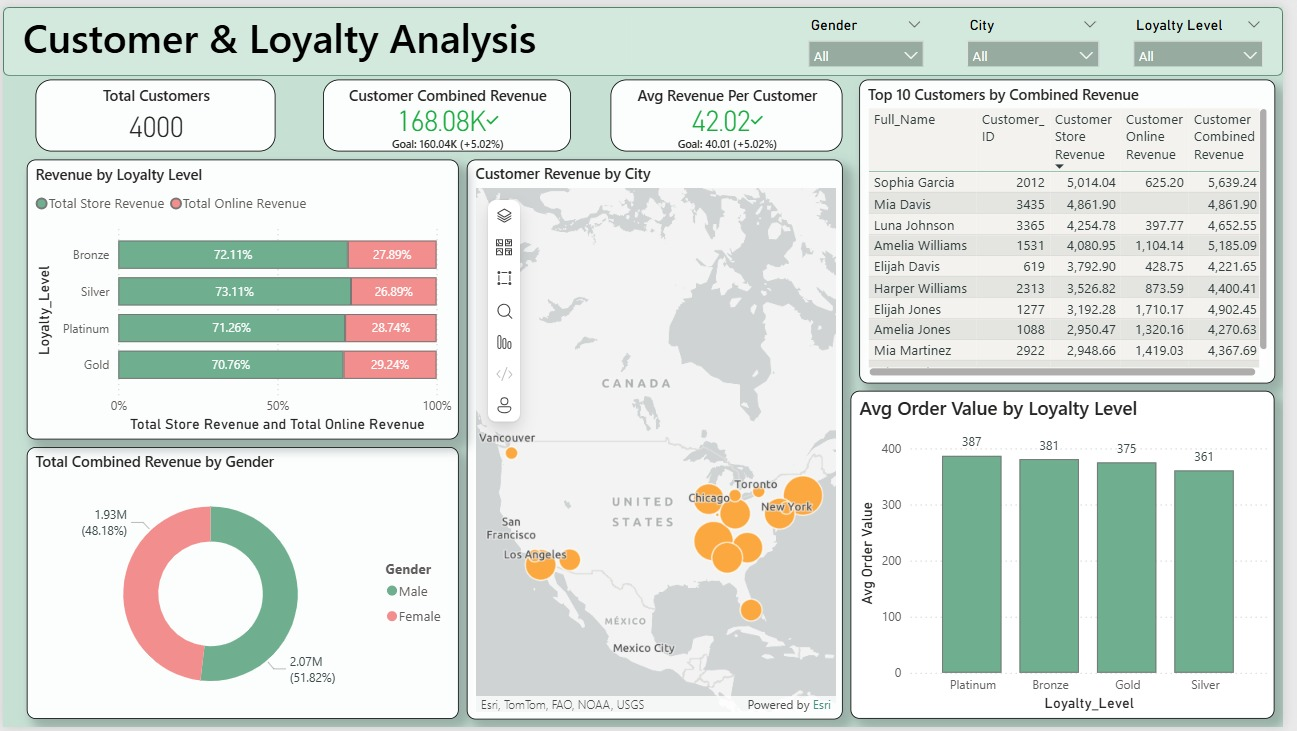 Customer & Loyalty Analysis
Gender
All
City
All
Loyalty Level
All
Total Customers
4000
Customer Combined Revenue
168.08K
Goal: 160.04K (+5.02%)
Avg Revenue Per Customer
42.02
Goal: 40.01 (+5.02%)
Top 10 Customers by Combined Revenue
Full_Name Customer_ID Customer Store Revenue Customer Online Revenue Customer Combined Revenue
Sophia Garcia 2012 5,014.04 625.20 5,639.24
Mia Davis 3435 4,861.90 4,861.90
Luna Johnson 3365 4,254.78 397.77 4,652.55
Amelia Williams 1531 4,080.95 1,104.14 5,185.09
Elijah Davis 619 3,792.90 428.75 4,221.65
Harper Williams 2313 3,526.82 873.59 4,400.41
Elijah Jones 1277 3,192.28 1,710.17 4,902.45
Amelia Jones 1088 2,950.47 1,320.16 4,270.63
Mia Martinez 2922 2,948.66 1,419.03 4,367.69
Revenue by Loyalty Level
Total Store Revenue Total Online Revenue
Loyalty_Level
Bronze 72.11% 27.89%
Silver 73.11% 26.89%
Platinum 71.26% 28.74%
Gold 70.76% 29.24%
0% 50% 100%
Total Store Revenue and Total Online Revenue
Customer Revenue by City
CANADA
Vancouver
Toronto
Chicago
New York
UNITED
STATES
San
Francisco
Los Angeles
MÉXICO
Mexico City
Esri, TomTom, FAO, NOAA, USGS
Powered by Esri
Total Combined Revenue by Gender
1.93M
(48.18%)
2.07M
(51.82%)
Gender
Male
Female
Avg Order Value by Loyalty Level
Avg Order Value
400
300
200
100
0
387
381
375
361
Platinum Bronze Gold Silver
Loyalty_Level